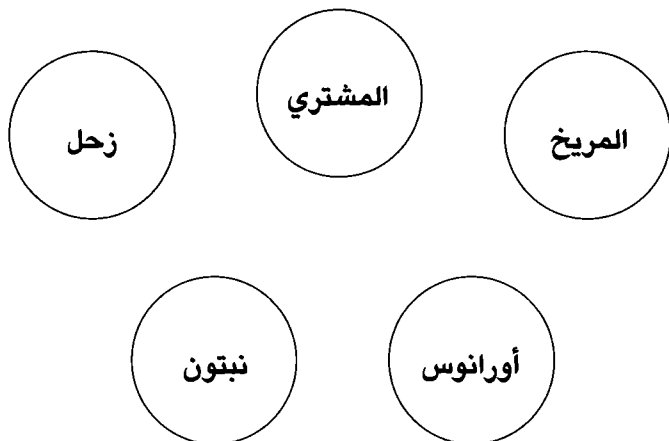 المريخ
المشتري
زحل
أورانوس
نبتون